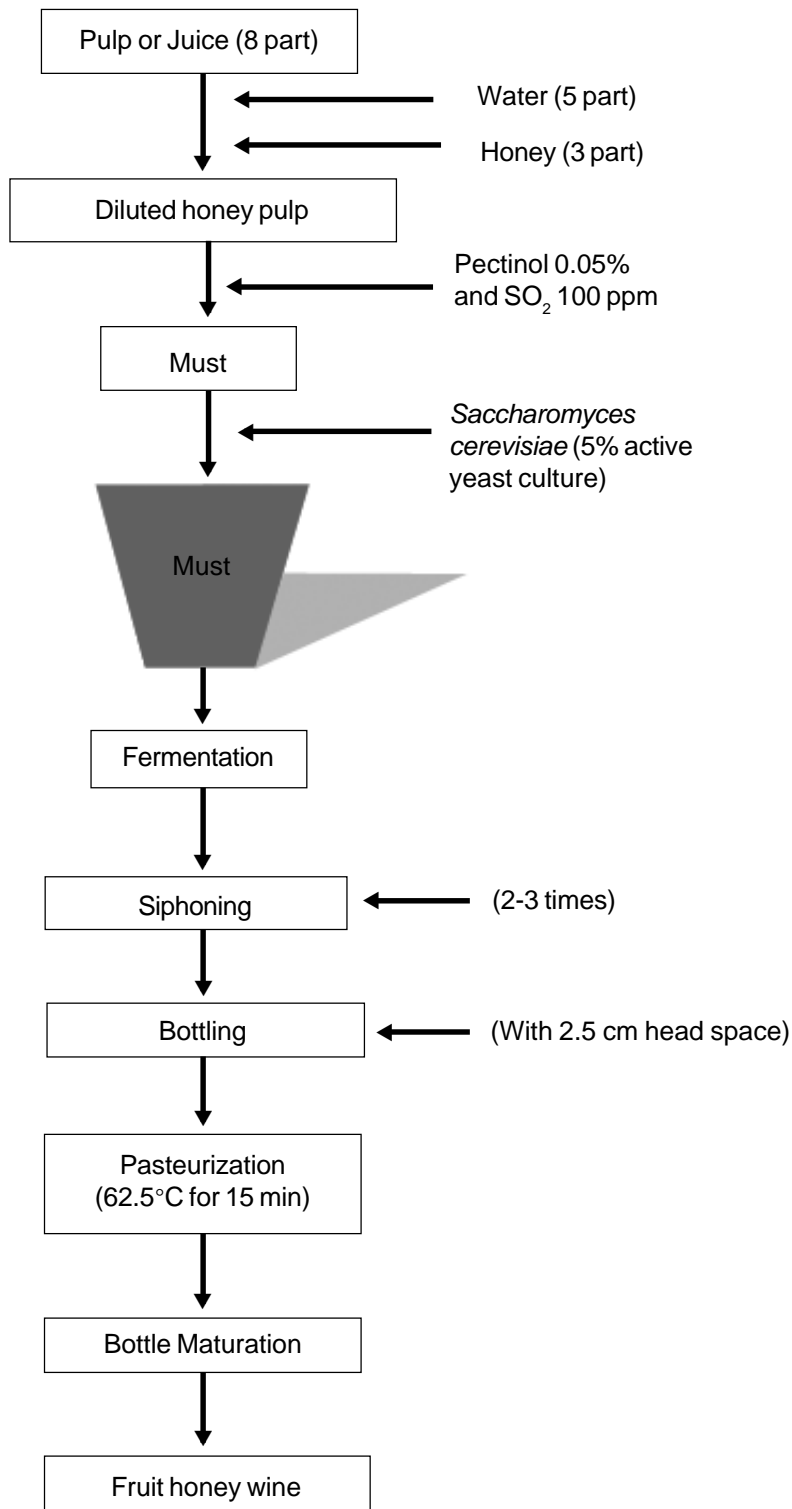 Pulp or Juice (8 part)
Water (5 part)
Honey (3 part)
Diluted honey pulp
Pectinol 0.05%
and SO₂ 100 ppm
Must
Saccharomyces
cerevisiae (5% active
yeast culture)
Must
Fermentation
Siphoning
(2-3 times)
Bottling
(With 2.5 cm head space)
Pasteurization
(62.5°C for 15 min)
Bottle Maturation
Fruit honey wine